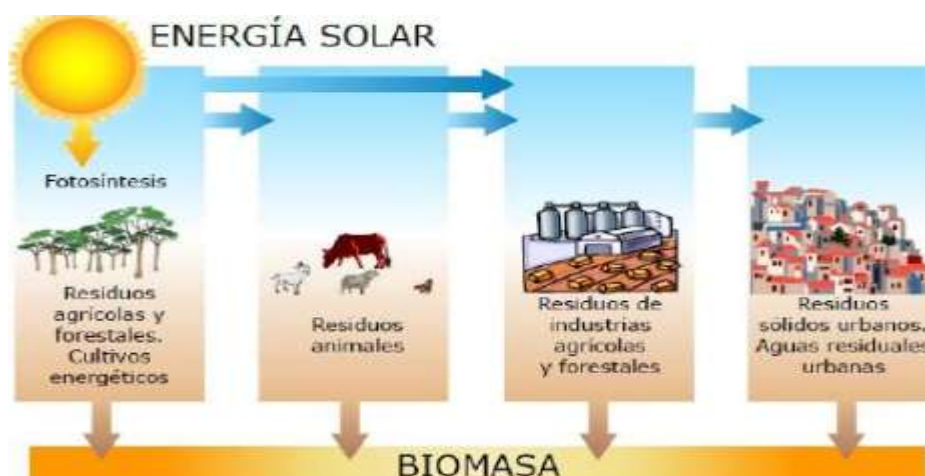 ENERGÍA SOLAR
Fotosíntesis
Residuos
agrícolas y
forestales.
Cultivos
energéticos
Residuos
animales
Residuos de
industrias
agrícolas
y forestales
Residuos
sólidos urbanos.
Aguas residuales
urbanas
BIOMASA